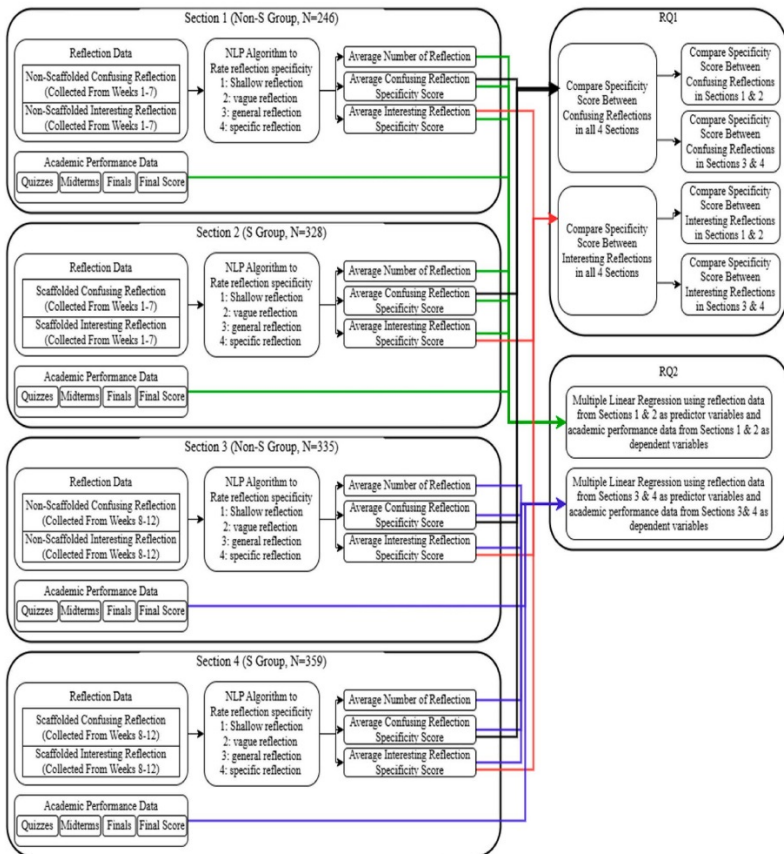 Section 1 (Non-S Group, N=246)
Reflection Data
Non-Scaffolded Confusing Reflection
(Collected From Weeks 1-7)
Non-Scaffolded Interesting Reflection
(Collected From Weeks 1-7)
NLP Algorithm to
Rate reflection specificity
1: Shallow reflection
2: vague reflection
3: general reflection
4: specific reflection
Average Number of Reflection
Average Confusing Reflection
Specificity Score
Average Interesting Reflection
Specificity Score
Academic Performance Data
Quizzes
Midterms
Finals
Final Score
Section 2 (S Group, N=328)
Reflection Data
Scaffolded Confusing Reflection
(Collected From Weeks 1-7)
Scaffolded Interesting Reflection
(Collected From Weeks 1-7)
NLP Algorithm to
Rate reflection specificity
1: Shallow reflection
2: vague reflection
3: general reflection
4: specific reflection
Average Number of Reflection
Average Confusing Reflection
Specificity Score
Average Interesting Reflection
Specificity Score
Academic Performance Data
Quizzes
Midterms
Finals
Final Score
Section 3 (Non-S Group, N=335)
Reflection Data
Non-Scaffolded Confusing Reflection
(Collected From Weeks 8-12)
Non-Scaffolded Interesting Reflection
(Collected From Weeks 8-12)
NLP Algorithm to
Rate reflection specificity
1: Shallow reflection
2: vague reflection
3: general reflection
4: specific reflection
Average Number of Reflection
Average Confusing Reflection
Specificity Score
Average Interesting Reflection
Specificity Score
Academic Performance Data
Quizzes
Midterms
Finals
Final Score
Section 4 (S Group, N=359)
Reflection Data
Scaffolded Confusing Reflection
(Collected From Weeks 8-12)
Scaffolded Interesting Reflection
(Collected From Weeks 8-12)
NLP Algorithm to
Rate reflection specificity
1: Shallow reflection
2: vague reflection
3: general reflection
4: specific reflection
Average Number of Reflection
Average Confusing Reflection
Specificity Score
Average Interesting Reflection
Specificity Score
Academic Performance Data
Quizzes
Midterms
Finals
Final Score
RQ1
Compare Specificity
Score Between
Confusing Reflections
in all 4 Sections
Compare Specificity
Score Between
Confusing Reflections
in Sections 1 & 2
Compare Specificity
Score Between
Confusing Reflections
in Sections 3 & 4
Compare Specificity
Score Between
Interesting Reflections
in all 4 Sections
Compare Specificity
Score Between
Interesting Reflections
in Sections 1 & 2
Compare Specificity
Score Between
Interesting Reflections
in Sections 3 & 4
RQ2
Multiple Linear Regression using reflection data
from Sections 1 & 2 as predictor variables and
academic performance data from Sections 1 & 2 as
dependent variables
Multiple Linear Regression using reflection data
from Sections 3 & 4 as predictor variables and
academic performance data from Sections 3& 4 as
dependent variables